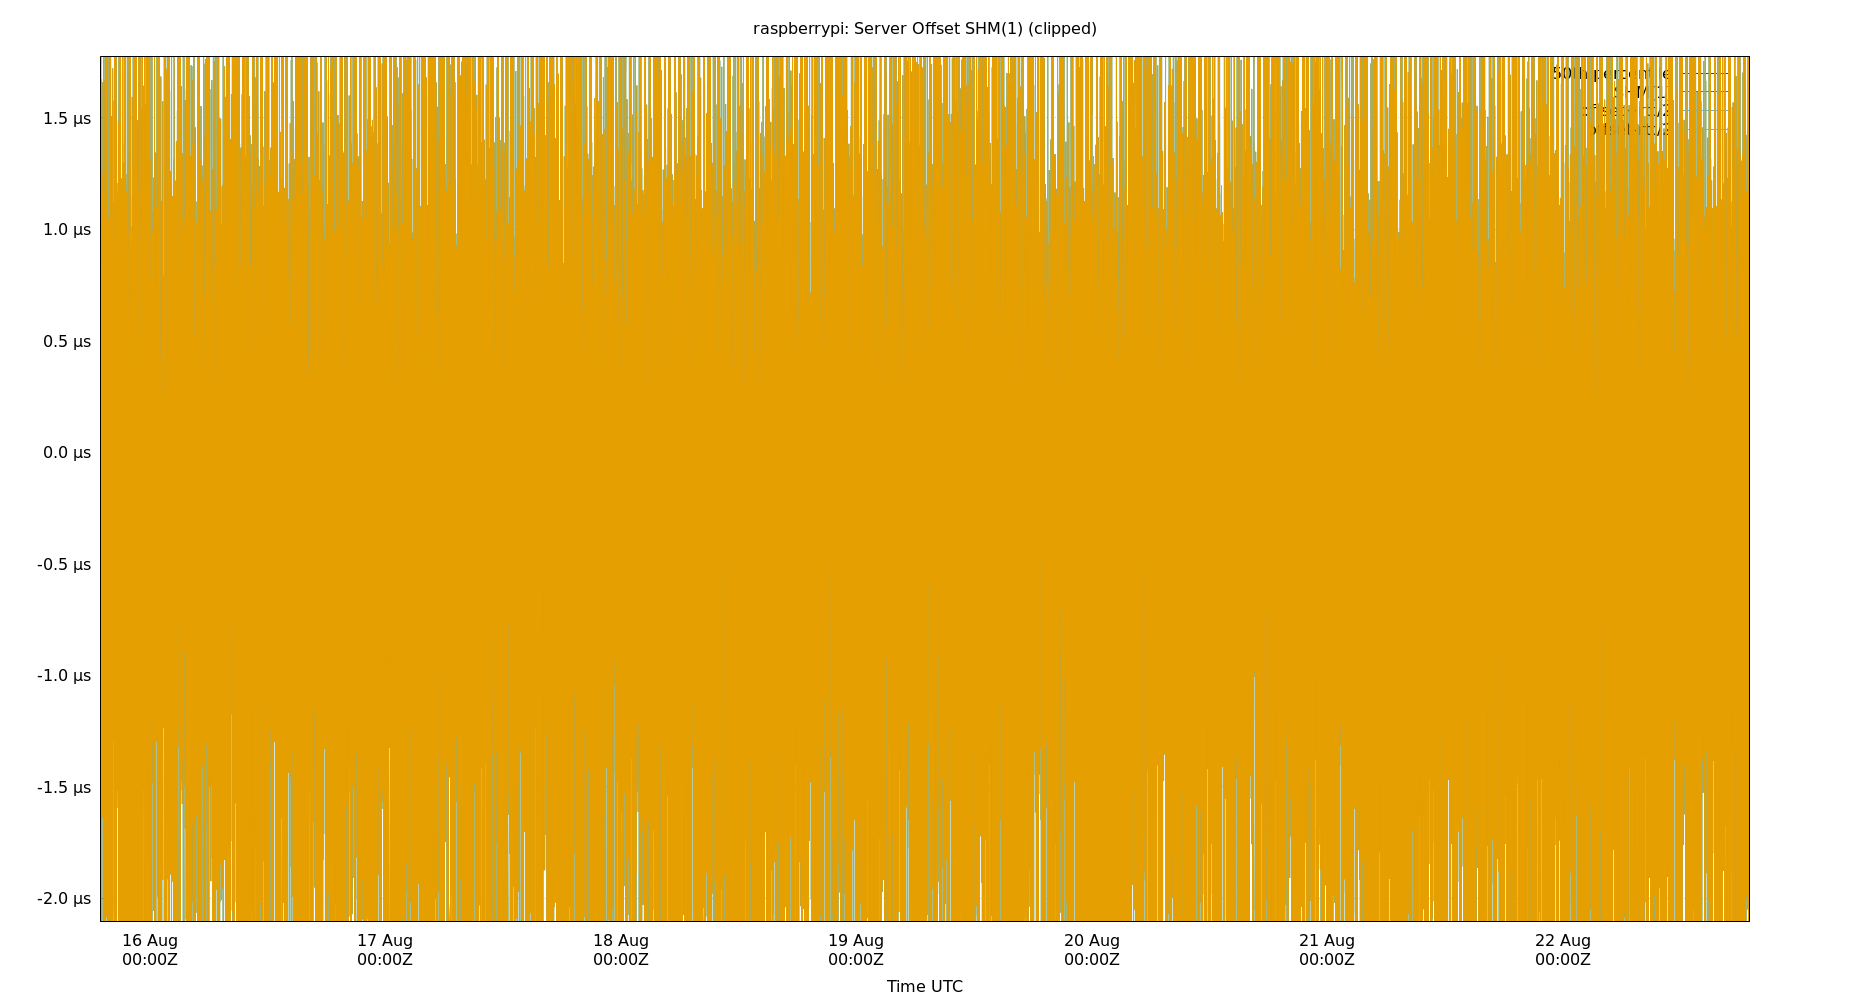 raspberrypi: Server Offset SHM(1) (clipped)
50th
1.5 µs
1.0 µs
0.5 µs
0.0 µs
-0.5 µs
-1.0 µs
-1.5 µs
-2.0 µs
16 Aug 17 Aug 18 Aug 19 Aug 20 Aug 21 Aug 22 Aug
00:00Z 00:00Z 00:00Z 00:00Z 00:00Z 00:00Z 00:00Z
Time UTC